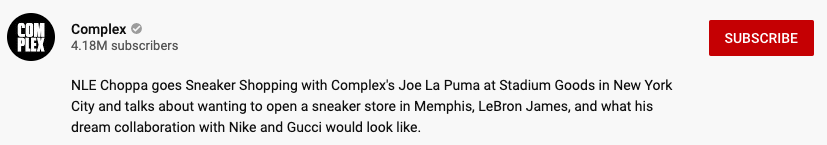 COM
PLEX
Complex
4.18M subscribers
SUBSCRIBE
NLE Choppa goes Sneaker Shopping with Complex's Joe La Puma at Stadium Goods in New York
City and talks about wanting to open a sneaker store in Memphis, LeBron James, and what his
dream collaboration with Nike and Gucci would look like.